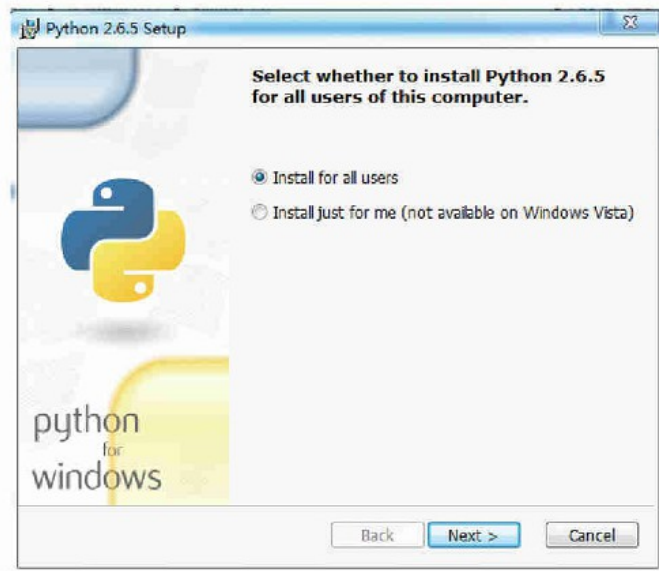 Python 2.6.5 Setup
Select whether to install Python 2.6.5
for all users of this computer.
Install for all users
Install just for me (not available on Windows Vista)
python
for
windows
Back
Next >
Cancel